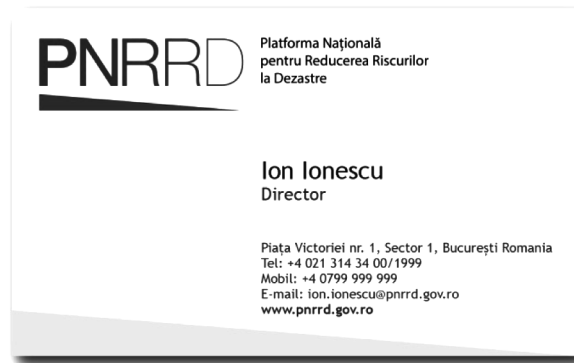 PNRRD
Platforma Națională
pentru Reducerea Riscurilor
la Dezastre
Ion Ionescu
Director
Piața Victoriei nr. 1, Sector 1, București Romania
Tel: +4 021 314 34 00/1999
Mobil: +4 0799 999 999
E-mail: ion.ionescu@pnrrd.gov.ro
www.pnrrd.gov.ro